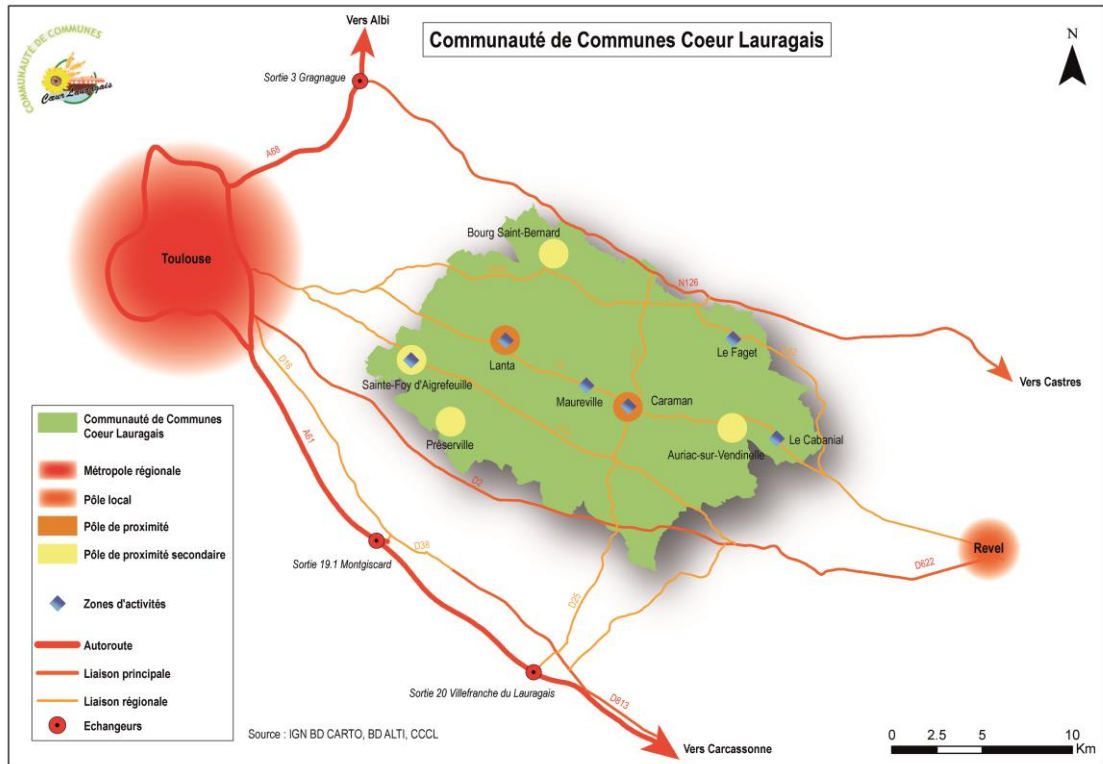 COMMUNAUTÉ DE COMMUNES
Cœur Lauragais
Vers Albi
Communauté de Communes Coeur Lauragais
N
Sortie 3 Gragnague
A68
Bourg Saint-Bernard
Toulouse
N126
D16
Lanta
Le Faget
Sainte-Foy d'Aigrefeuille
Maureville
Caraman
Vers Castres
Préserville
Auriac-sur-Vendinelle
Le Cabanial
A61
D2
Revel
D622
D38
Sortie 19.1 Montgiscard
D25
Sortie 20 Villefranche du Lauragais
D813
Vers Carcassonne
Communauté de Communes
Coeur Lauragais
Métropole régionale
Pôle local
Pôle de proximité
Pôle de proximité secondaire
Zones d'activités
Autoroute
Liaison principale
Liaison régionale
Echangeurs
Source : IGN BD CARTO, BD ALTI, CCCL
0 2.5 5 10
Km